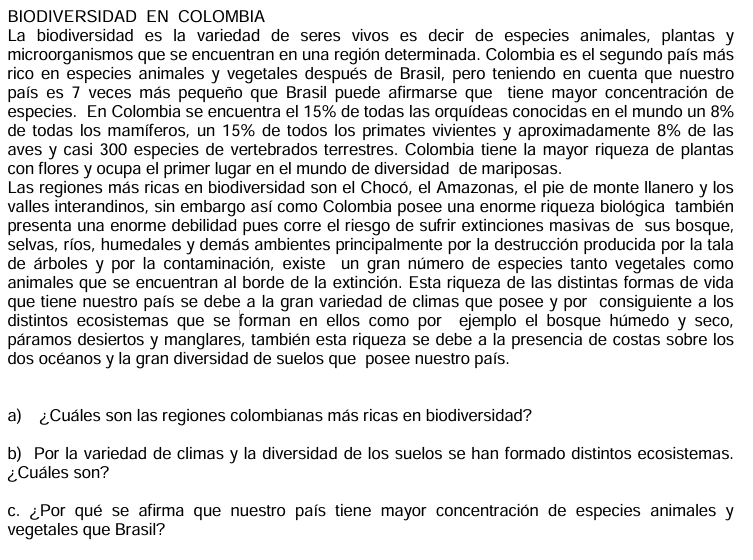 BIODIVERSIDAD EN COLOMBIA
La biodiversidad es la variedad de seres vivos es decir de especies animales, plantas y
microorganismos que se encuentran en una región determinada. Colombia es el segundo país más
rico en especies animales y vegetales después de Brasil, pero teniendo en cuenta que nuestro
país es 7 veces más pequeño que Brasil puede afirmarse que tiene mayor concentración de
especies. En Colombia se encuentra el 15% de todas las orquídeas conocidas en el mundo un 8%
de todas los mamíferos, un 15% de todos los primates vivientes y aproximadamente 8% de las
aves y casi 300 especies de vertebrados terrestres. Colombia tiene la mayor riqueza de plantas
con flores y ocupa el primer lugar en el mundo de diversidad de mariposas.
Las regiones más ricas en biodiversidad son el Chocó, el Amazonas, el pie de monte llanero y los
valles interandinos, sin embargo así como Colombia posee una enorme riqueza biológica también
presenta una enorme debilidad pues corre el riesgo de sufrir extinciones masivas de sus bosque,
selvas, ríos, humedales y demás ambientes principalmente por la destrucción producida por la tala
de árboles y por la contaminación, existe un gran número de especies tanto vegetales como
animales que se encuentran al borde de la extinción. Esta riqueza de las distintas formas de vida
que tiene nuestro país se debe a la gran variedad de climas que posee y por consiguiente a los
distintos ecosistemas que se forman en ellos como por ejemplo el bosque húmedo y seco,
páramos desiertos y manglares, también esta riqueza se debe a la presencia de costas sobre los
dos océanos y la gran diversidad de suelos que posee nuestro país.
a) ¿Cuáles son las regiones colombianas más ricas en biodiversidad?
b) Por la variedad de climas y la diversidad de los suelos se han formado distintos ecosistemas.
¿Cuáles son?
c. ¿Por qué se afirma que nuestro país tiene mayor concentración de especies animales y
vegetales que Brasil?